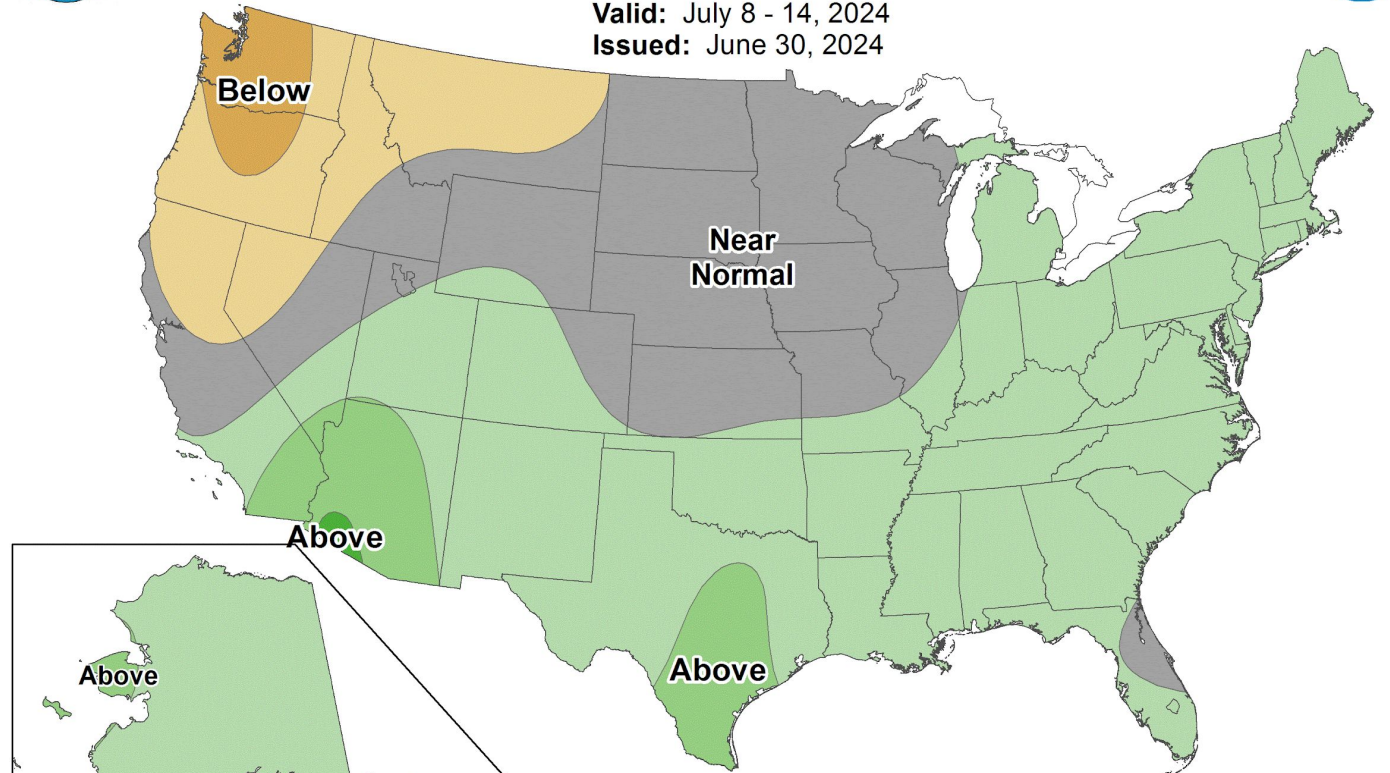 Valid: July 8 - 14, 2024
Issued: June 30, 2024
Below
Near
Normal
Above
Above
Above